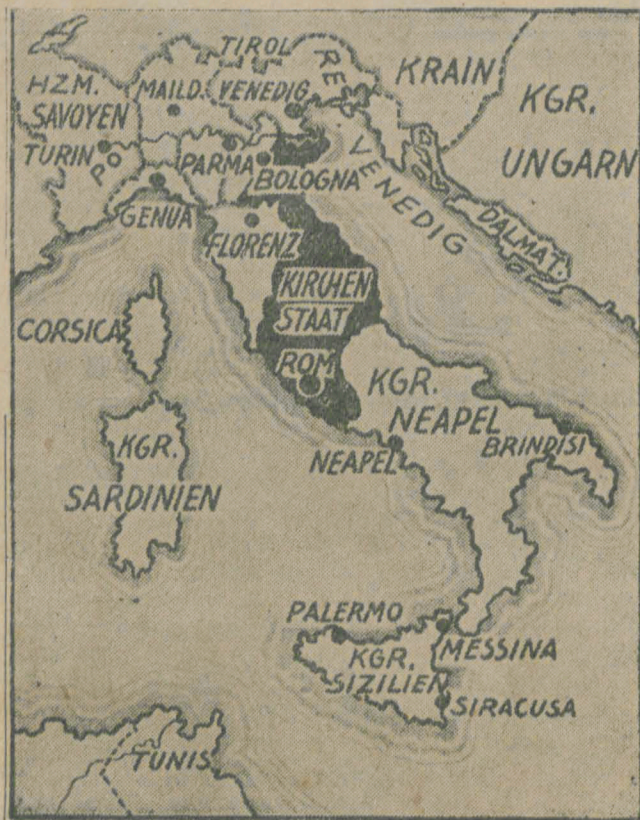 TIROL
REP. VENEDIG
KRAIN
KGR.
UNGARN
HZM.
SAVOYEN
MAILD.
VENEDIG
TURIN
PO
PARMA
BOLOGNA
GENUA
FLORENZ
DALMAT.
KIRCHEN
STAAT
CORSICA
ROM
KGR.
NEAPEL
BRINDISI
NEAPEL
KGR.
SARDINIEN
PALERMO
MESSINA
KGR.
SIZILIEN
SIRACUSA
TUNIS